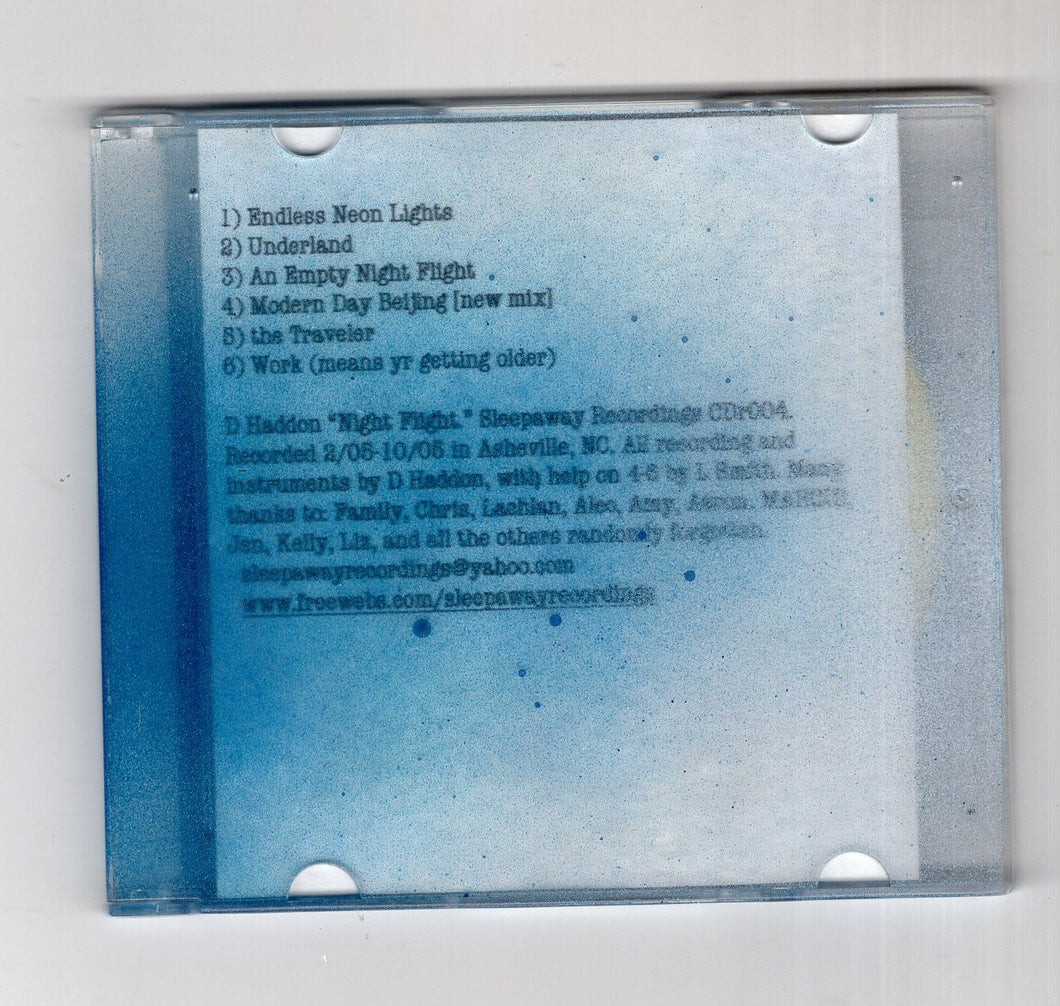 1) Endless Neon Lights
2) Underland
3) An Empty Night Flight
4) Modern Day Beijing [new mix]
5) the Traveler
6) Work (means yr getting older)
D Haddon "Night Flight." Sleepaway Recordings CDr004.
Recorded 2/05-10/05 in Asheville, NC. All recording and
instruments by D Haddon, with help on 4-6 by L Smith. Many
thanks to: Family, Chris, Lachlan, Alec, Amy, Aaron,
Jen, Kelly, Liz, and all the others randomly forgotten.
sleepawayrecordings@yahoo.com
www.freewebs.com/sleepawayrecordings